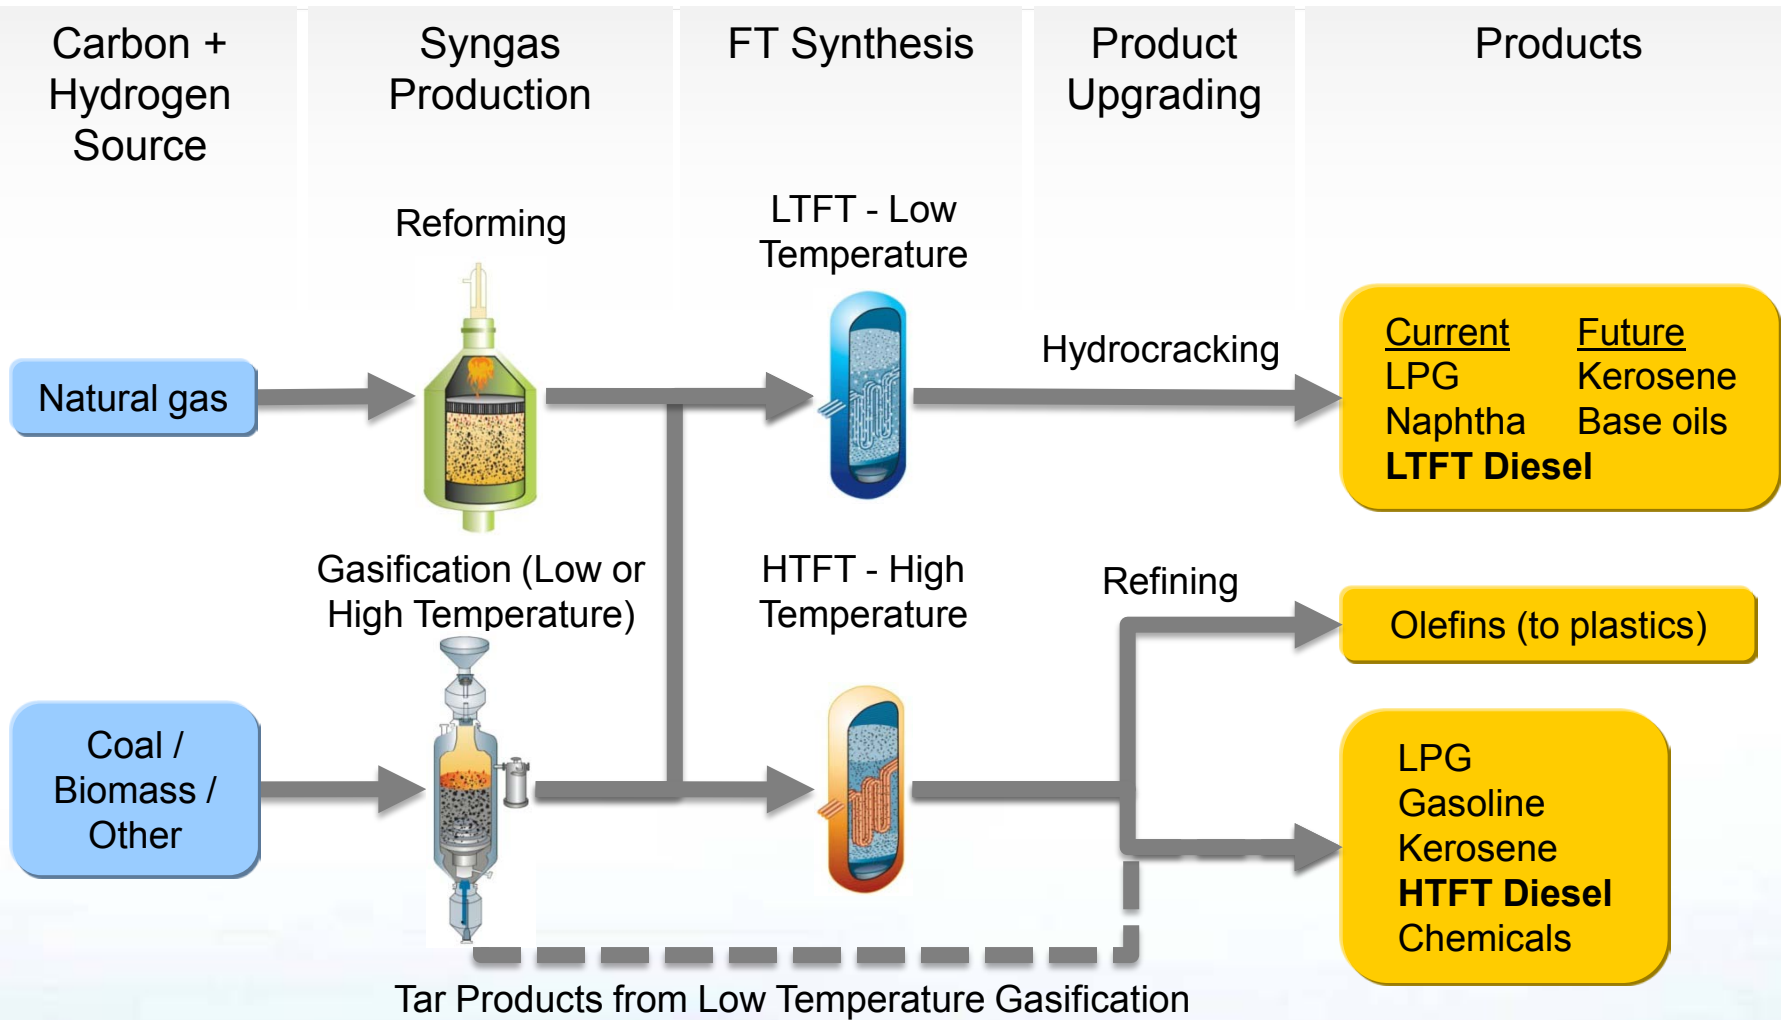 Carbon +
Hydrogen
Source
Syngas
Production
FT Synthesis
Product
Upgrading
Products
Reforming
LTFT - Low
Temperature
Natural gas
Hydrocracking
Current
Future
LPG
Kerosene
Naphtha
Base oils
LTFT Diesel
Gasification (Low or
High Temperature)
HTFT - High
Temperature
Refining
Olefins (to plastics)
Coal /
Biomass /
Other
LPG
Gasoline
Kerosene
HTFT Diesel
Chemicals
Tar Products from Low Temperature Gasification